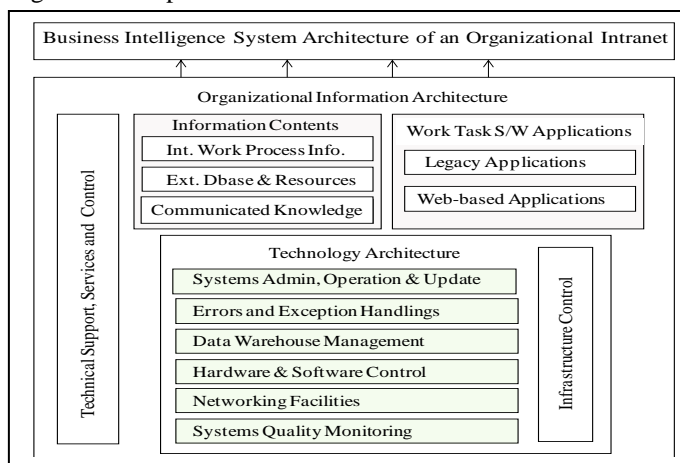 Business Intelligence System Architecture of an Organizational Intranet
Organizational Information Architecture
Technical Support, Services and Control
Information Contents
Int. Work Process Info.
Ext. Dbase & Resources
Communicated Knowledge
Work Task S/W Applications
Legacy Applications
Web-based Applications
Technology Architecture
Systems Admin, Operation & Update
Errors and Exception Handlings
Data Warehouse Management
Hardware & Software Control
Networking Facilities
Systems Quality Monitoring
Infrastructure Control